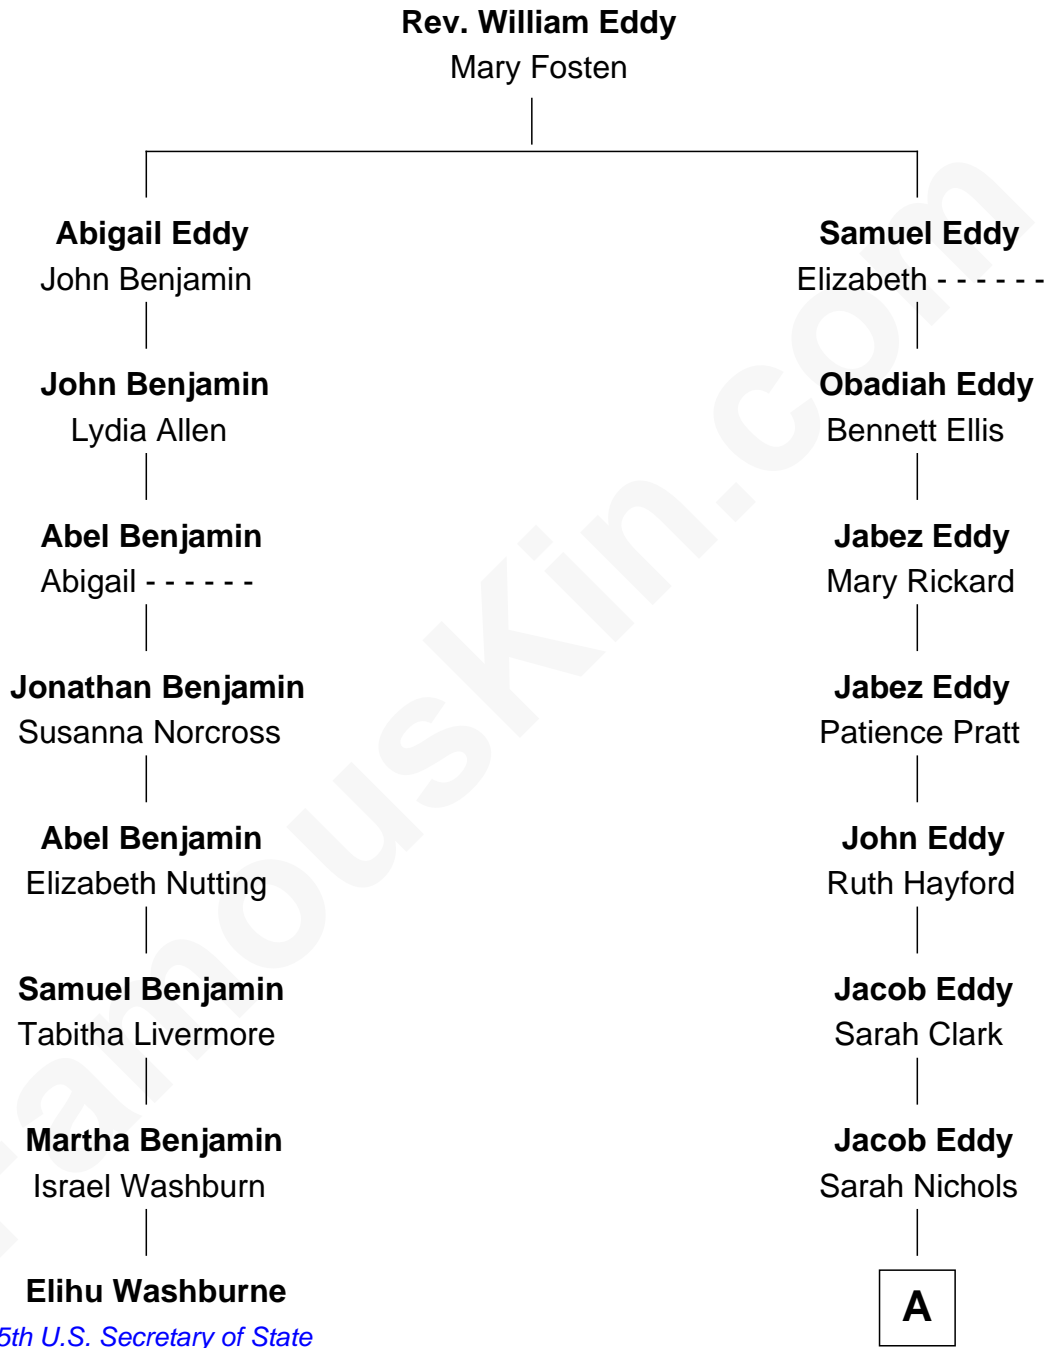 Rev. William Eddy
Mary Fosten
Abigail Eddy
John Benjamin
Samuel Eddy
Elizabeth - - - - - -
John Benjamin
Lydia Allen
Obadiah Eddy
Bennett Ellis
Abel Benjamin
Abigail - - - - - -
Jabez Eddy
Mary Rickard
Jonathan Benjamin
Susanna Norcross
Jabez Eddy
Patience Pratt
Abel Benjamin
Elizabeth Nutting
John Eddy
Ruth Hayford
Samuel Benjamin
Tabitha Livermore
Jacob Eddy
Sarah Clark
Martha Benjamin
Israel Washburn
Jacob Eddy
Sarah Nichols
Elihu Washburne
5th U.S. Secretary of State
A
FamousKin.com